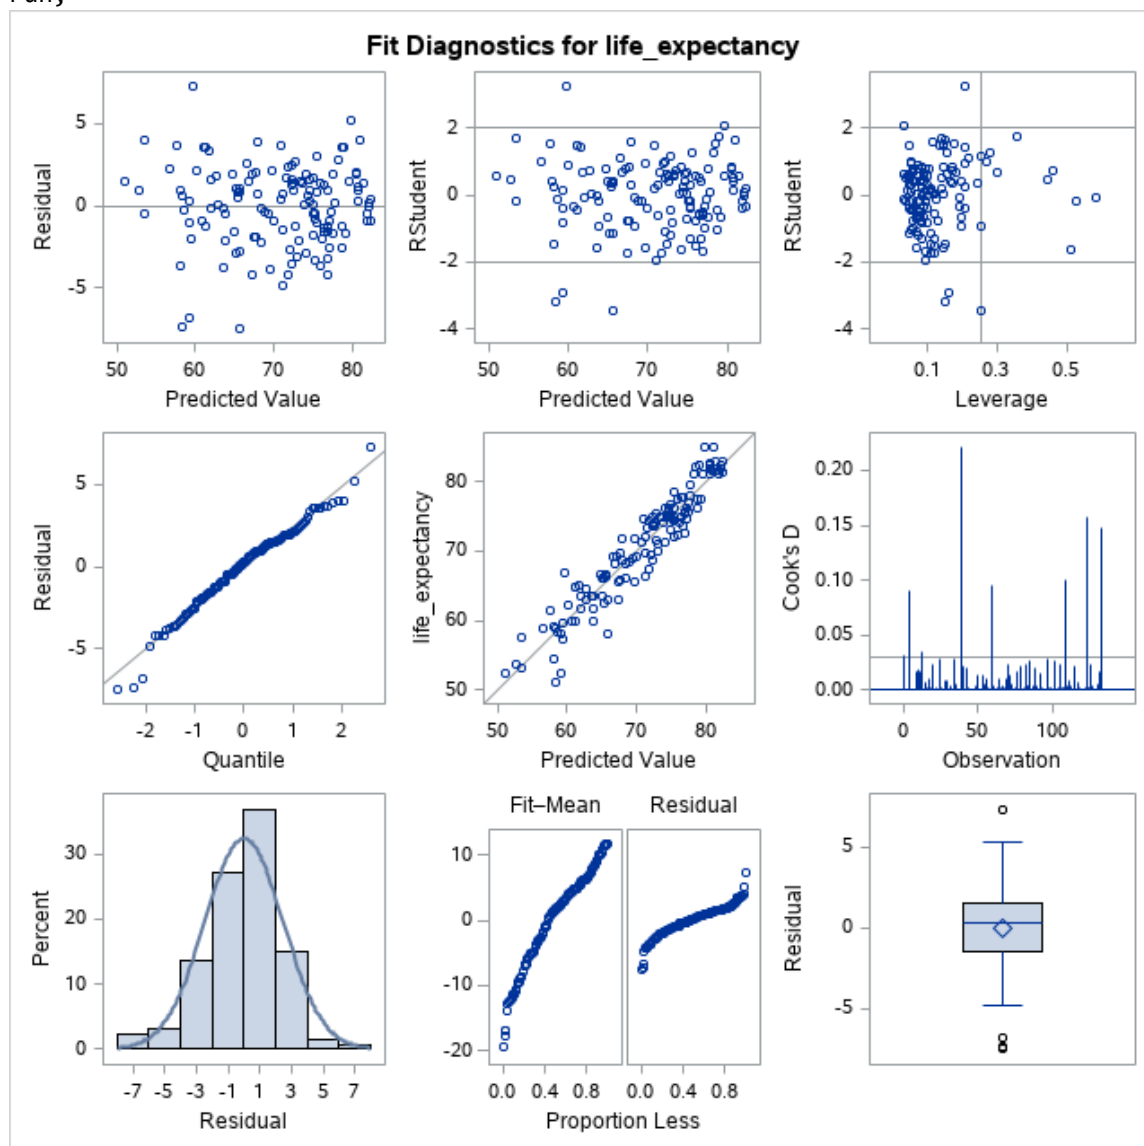 Fit Diagnostics for life_expectancy
Residual
5
0
-5
50 60 70 80
Predicted Value
RStudent
2
0
-2
-4
50 60 70 80
Predicted Value
RStudent
2
0
-2
-4
0.1 0.3 0.5
Leverage
Residual
5
0
-5
-2 -1 0 1 2
Quantile
life_expectancy
80
70
60
50
50 60 70 80
Predicted Value
Cook's D
0.20
0.15
0.10
0.05
0.00
0 50 100
Observation
Percent
30
20
10
0
-7 -5 -3 -1 1 3 5 7
Residual
Fit–Mean Residual
10
0
-10
-20
0.0 0.4 0.8 0.0 0.4 0.8
Proportion Less
Residual
5
0
-5